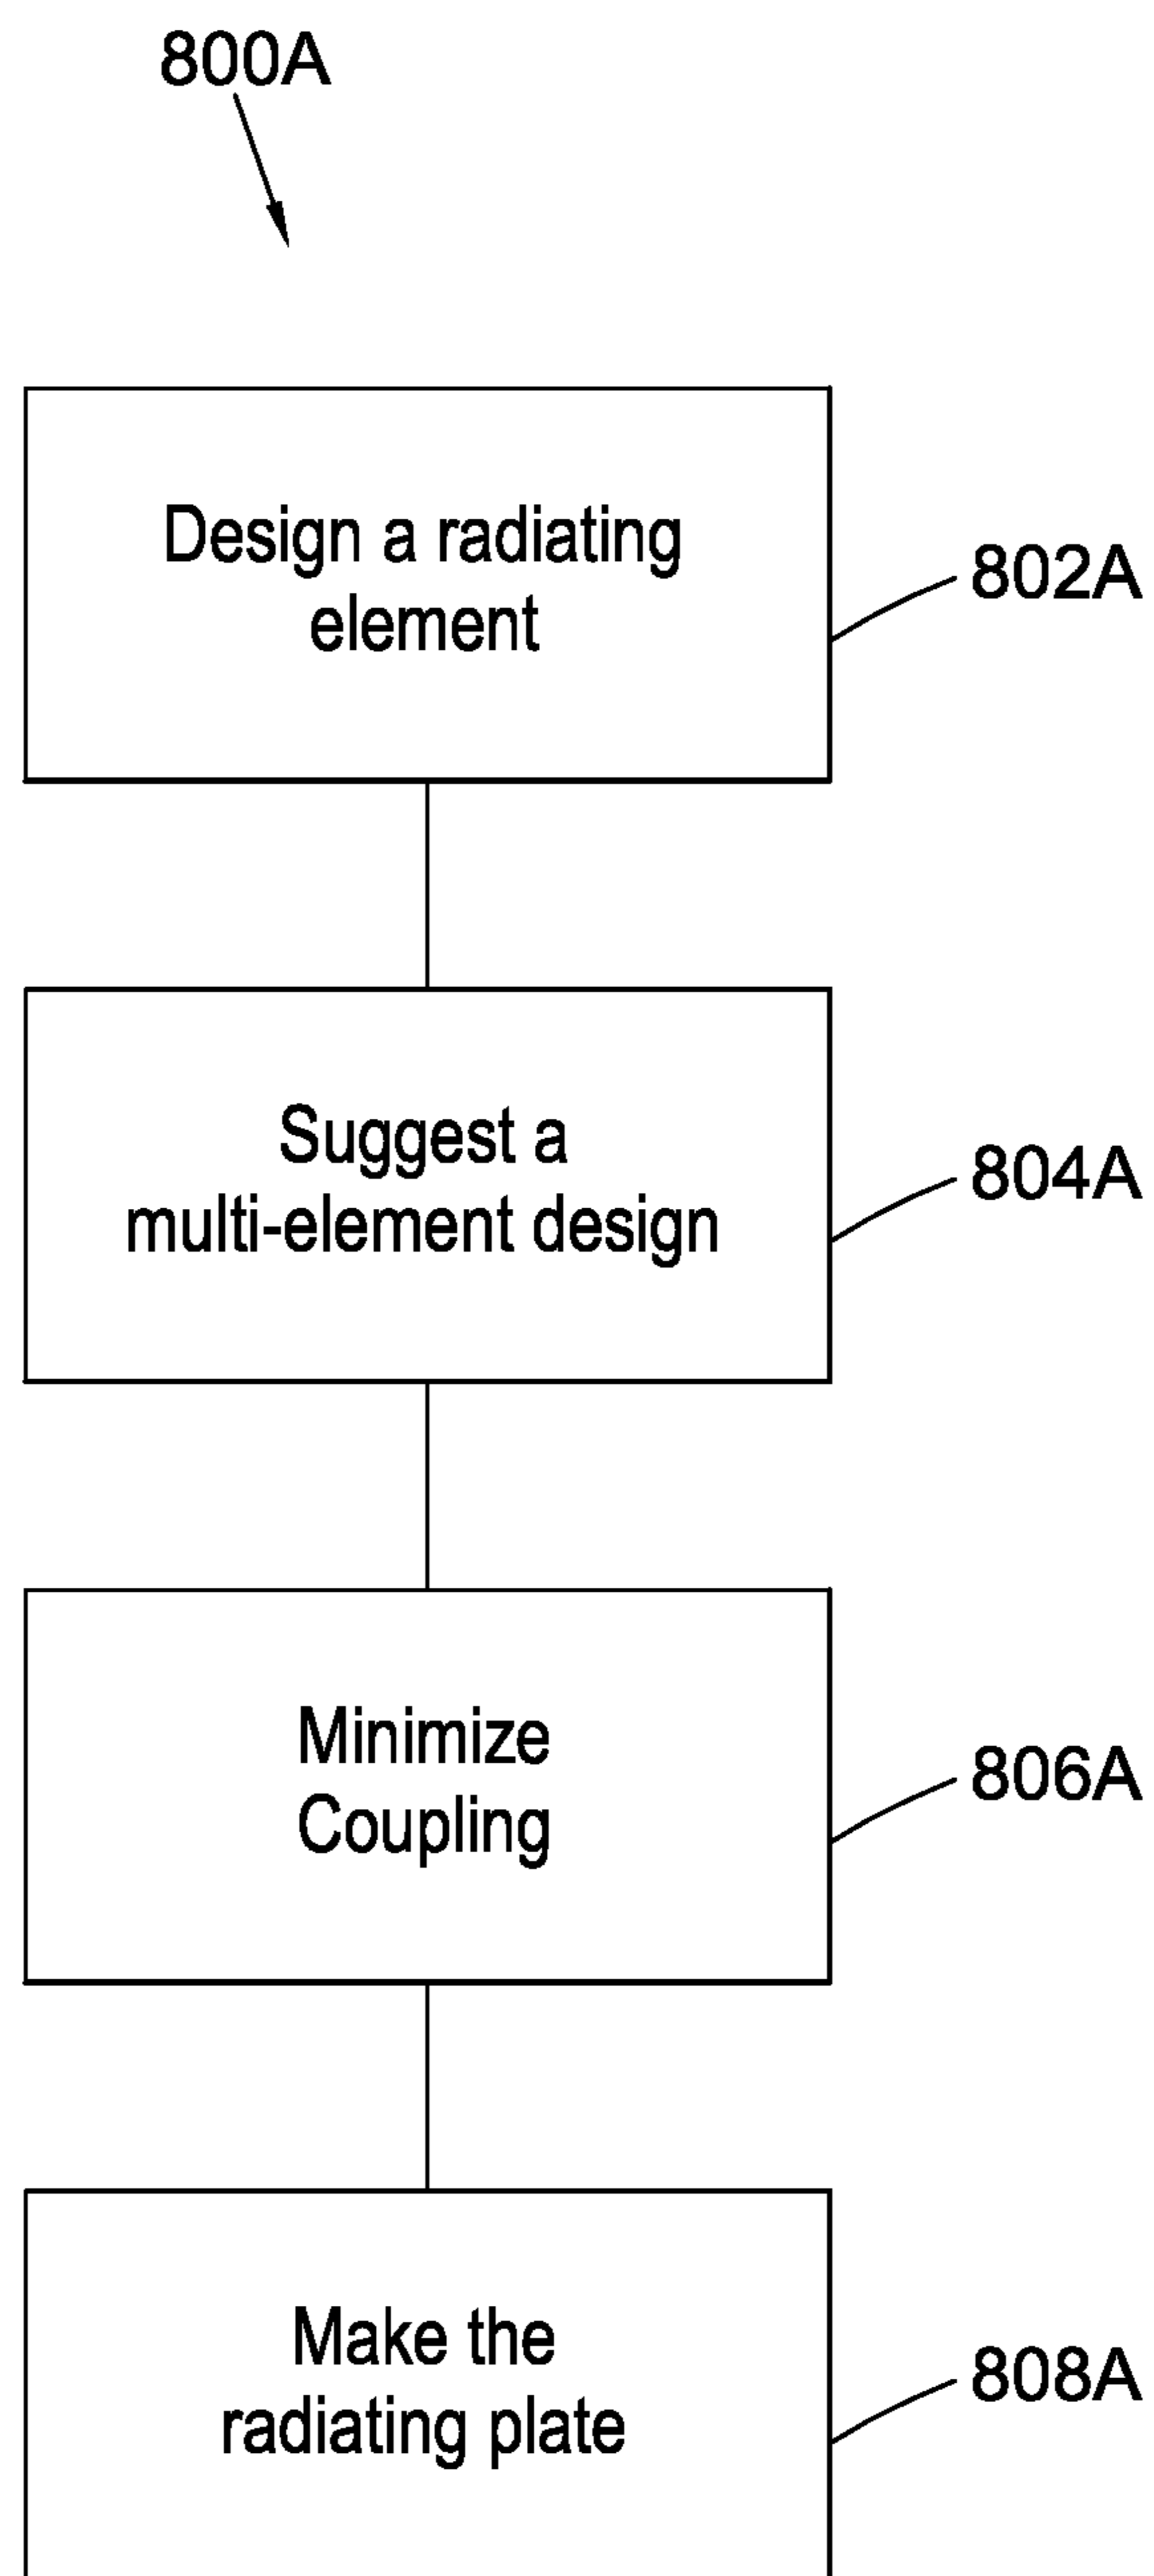 800A
Design a radiating
element
802A
Suggest a
multi-element design
804A
Minimize
Coupling
806A
Make the
radiating plate
808A